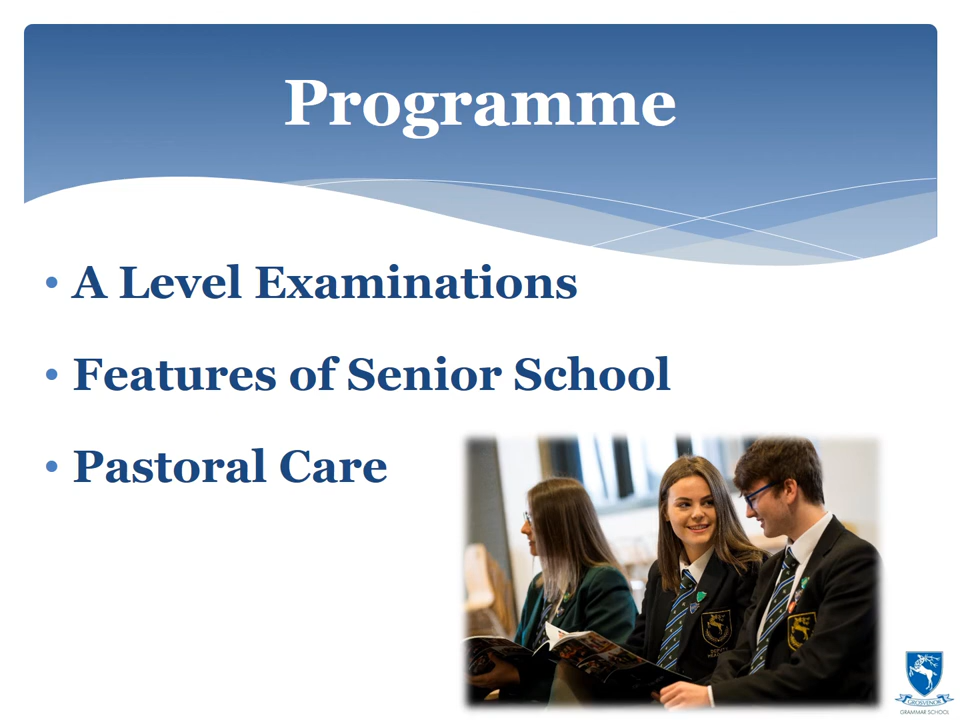 Programme
• A Level Examinations
• Features of Senior School
• Pastoral Care
GROSVENOR
GRAMMAR SCHOOL